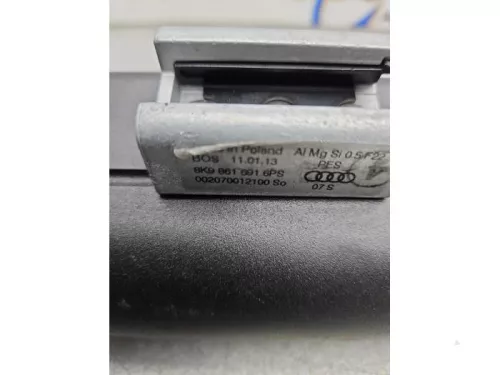 in Poland Al Mg Si 0.5 F22
BOS 11.01.13 PES
8K9 861 691 6PS
002070012100 So 07 S